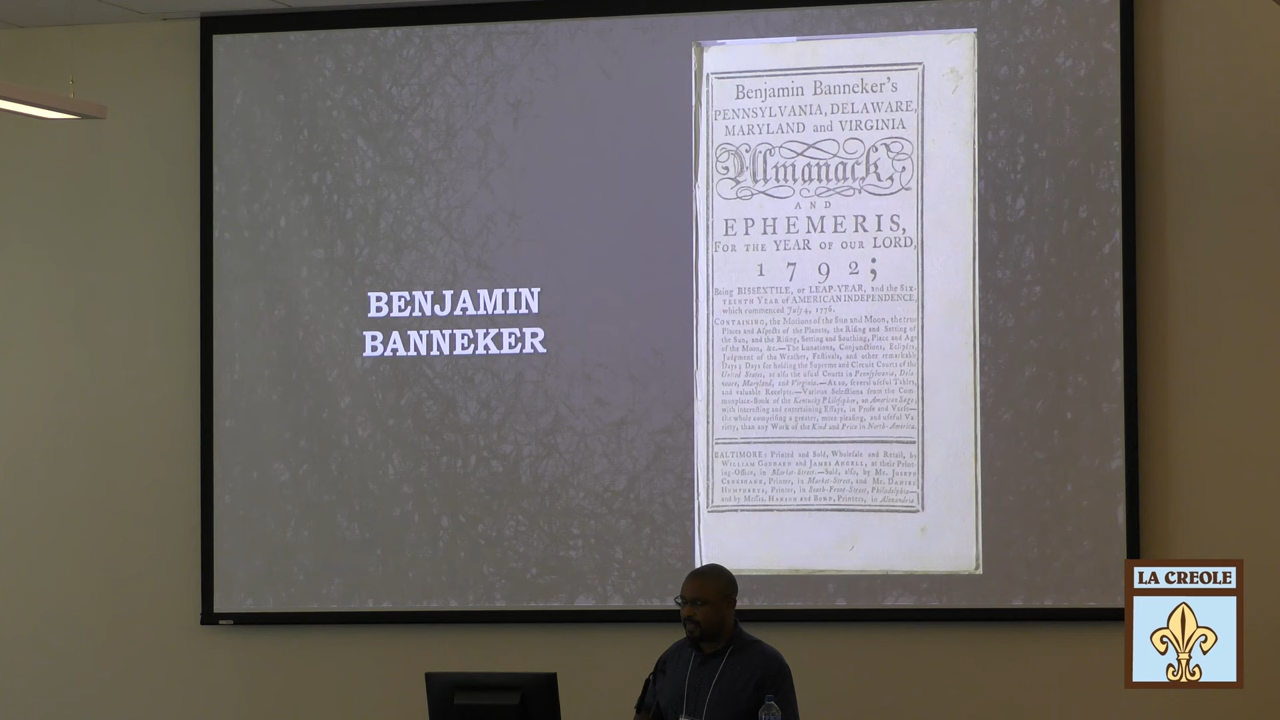 BENJAMIN
BANNEKER
Benjamin Banneker's
PENNSYLVANIA, DELAWARE,
MARYLAND and VIRGINIA
Almanack,
AND
EPHEMERIS,
FOR THE YEAR OF OUR LORD,
1792;
Being BISSEXTILE, or LEAP-YEAR, and the SIX-
TEENTH YEAR of AMERICAN INDEPENDENCE,
which commenced July 4, 1776.
CONTAINING, the Motions of the Sun and Moon, the true
Places and Aspects of the Planets, the Rising and Setting of
the Sun, and the Rising, Setting and Southing, Place and Age
of the Moon, &c.—The Lunations, Conjunctions, Eclipses,
Judgment of the Weather, Festivals, and other remarkable
Days; Days for holding the Supreme and Circuit Courts of the
United States, as also the usual Courts in Pennsylvania, Dela-
ware, Maryland, and Virginia.—Also, several useful Tables,
and valuable Receipts.—Various Selections from the Com-
monplace-Book of the Kentucky Philosopher, an American Sage;
with interesting and entertaining Essays, in Prose and Verse—
the whole comprising a greater, more pleasing, and useful Va-
riety, than any Work of the Kind and Price in North-America.
BALTIMORE: Printed and Sold, Wholesale and Retail, by
WILLIAM GODDARD and JAMES ANGELL, at their Print-
ing-Office, in Market-Street.—Sold, also, by Mr. JOSEPH
CRUKSHANK, Printer, in Market-Street, and Mr. DANIEL
HUMPHREYS, Printer, in South-Front-Street, Philadelphia—
and by Messrs. HANSON and BOND, Printers, in Alexandria.
LA CREOLE